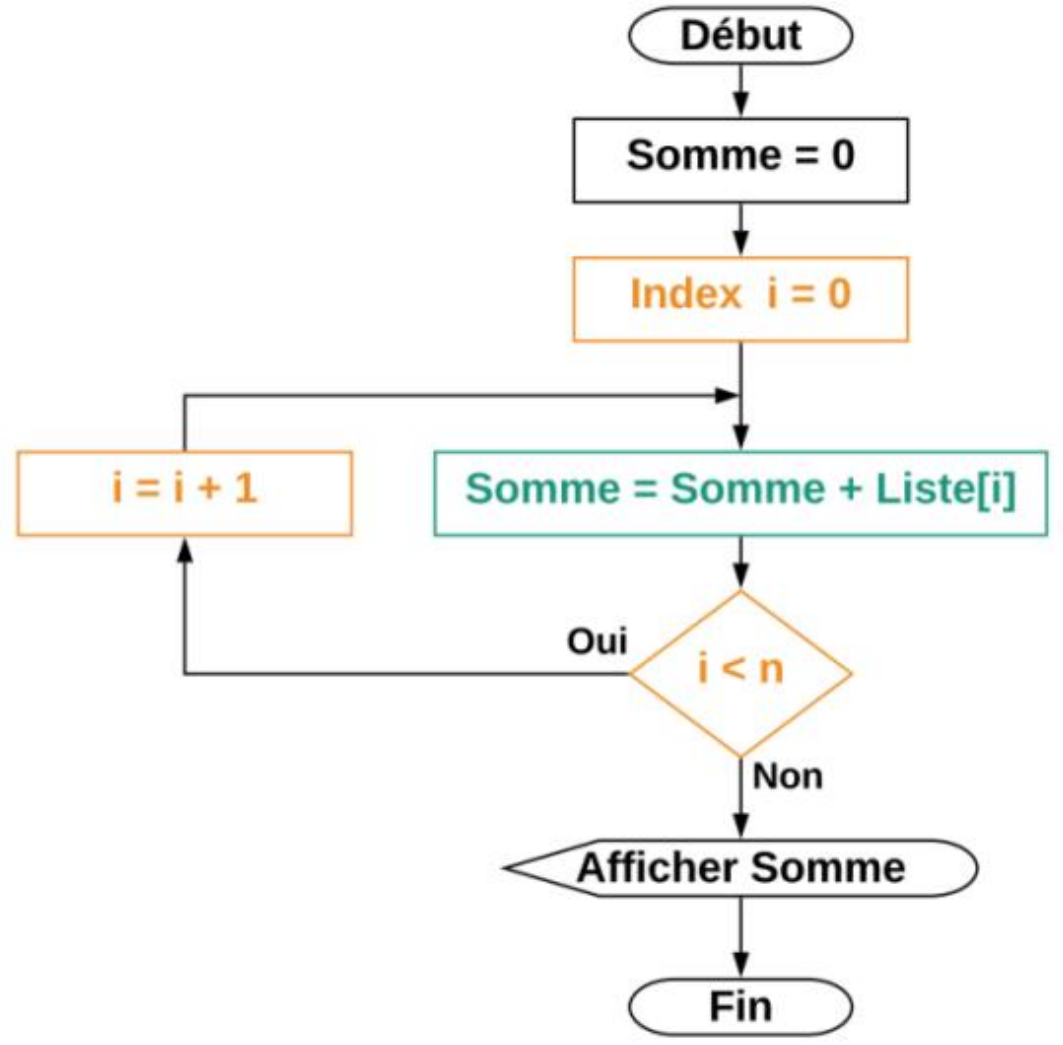 Début
Somme = 0
Index i = 0
i = i + 1
Somme = Somme + Liste[i]
Oui
i < n
Non
Afficher Somme
Fin